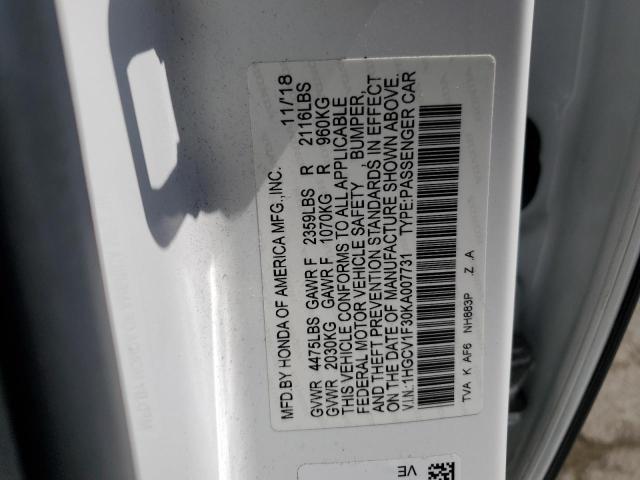 MFD.BY HONDA OF AMERICA MFG.,INC. 11/18
GVWR 4475LBS GAWR F 2359LBS R 2116LBS
GVWR 2030KG GAWR F 1070KG R 960KG
THIS VEHICLE CONFORMS TO ALL APPLICABLE
FEDERAL MOTOR VEHICLE SAFETY, BUMPER,
AND THEFT PREVENTION STANDARDS IN EFFECT
ON THE DATE OF MANUFACTURE SHOWN ABOVE.
V.I.N.:1HGCV1F30KA007731 TYPE:PASSENGER CAR
TVA K AF6 NH883P .Z .A
VE